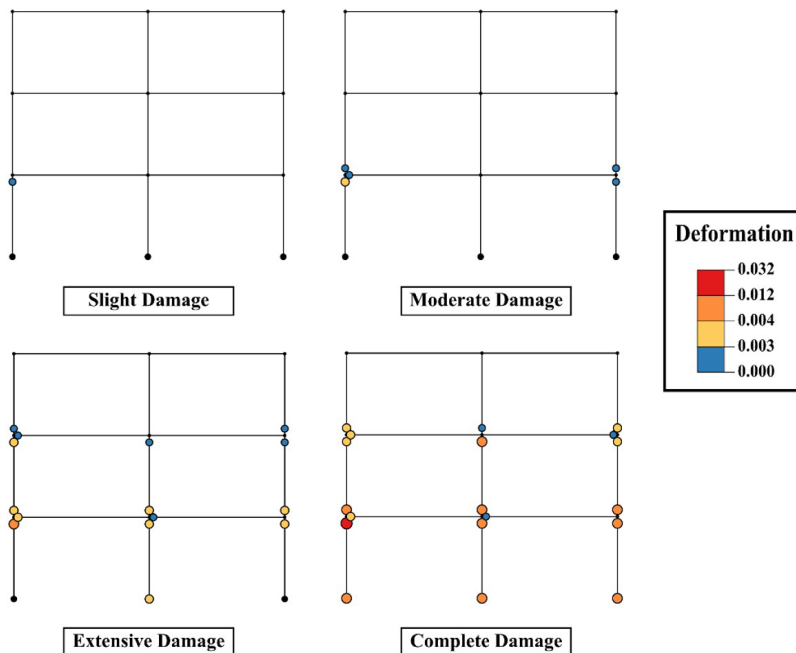 Slight Damage
Moderate Damage
Deformation
0.032
0.012
0.004
0.003
0.000
Extensive Damage
Complete Damage